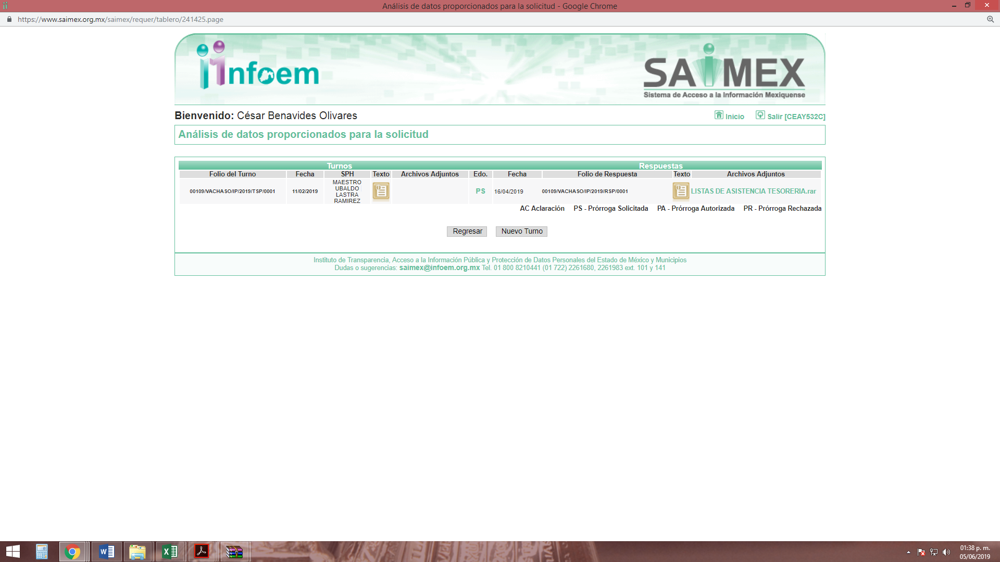 Análisis de datos proporcionados para la solicitud - Google Chrome
https://www.saimex.org.mx/saimex/requer/tablero/241425.page
infoem
SAIMEX
Sistema de Acceso a la Información Mexiquense
Bienvenido: César Benavides Olivares
Inicio Salir [CEAY532C]
Análisis de datos proporcionados para la solicitud
Turnos Respuestas
Folio del Turno Fecha SPH Texto Archivos Adjuntos Edo. Fecha Folio de Respuesta Texto Archivos Adjuntos
00109/VACHASO/IP/2019/TSP/0001 11/02/2019 MAESTRO UBALDO LASTRA RAMIREZ PS 16/04/2019 00109/VACHASO/IP/2019/RSP/0001 LISTAS DE ASISTENCIA TESORERIA.rar
AC Aclaración PS - Prórroga Solicitada PA - Prórroga Autorizada PR - Prórroga Rechazada
Regresar Nuevo Turno
Instituto de Transparencia, Acceso a la Información Pública y Protección de Datos Personales del Estado de México y Municipios
Dudas o sugerencias: saimex@infoem.org.mx Tel. 01 800 8210441 (01 722) 2261680, 2261983 ext. 101 y 141
01:38 p. m.
05/06/2019